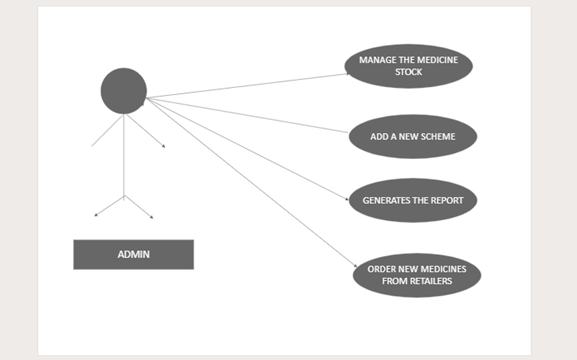 MANAGE THE MEDICINE
STOCK
ADD A NEW SCHEME
GENERATES THE REPORT
ADMIN
ORDER NEW MEDICINES
FROM RETAILERS